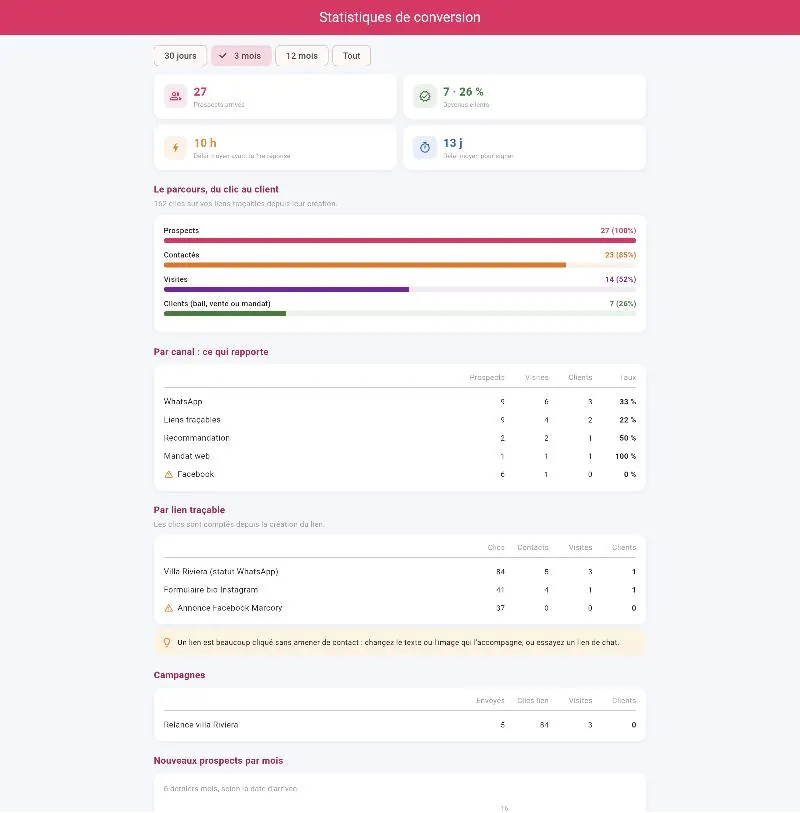 Statistiques de conversion
30 jours 3 mois 12 mois Tout
27
Prospects arrivés
7 · 26 %
Devenus clients
10 h
Délai moyen avant la 1re réponse
13 j
Délai moyen pour signer
Le parcours, du clic au client
162 clics sur vos liens traçables depuis leur création.
Prospects 27 (100%)
Contactés 23 (85%)
Visites 14 (52%)
Clients (bail, vente ou mandat) 7 (26%)
Par canal : ce qui rapporte
Prospects Visites Clients Taux
WhatsApp 9 6 3 33 %
Liens traçables 9 4 2 22 %
Recommandation 2 2 1 50 %
Mandat web 1 1 1 100 %
Facebook 6 1 0 0 %
Par lien traçable
Les clics sont comptés depuis la création du lien.
Clics Contacts Visites Clients
Villa Riviera (statut WhatsApp) 84 5 3 1
Formulaire bio Instagram 41 4 1 1
Annonce Facebook Marcory 37 0 0 0
Un lien est beaucoup cliqué sans amener de contact : changez le texte ou l'image qui l'accompagne, ou essayez un lien de chat.
Campagnes
Envoyés Clics lien Visites Clients
Relance villa Riviera 5 84 3 0
Nouveaux prospects par mois
6 derniers mois, selon la date d'arrivée.
16